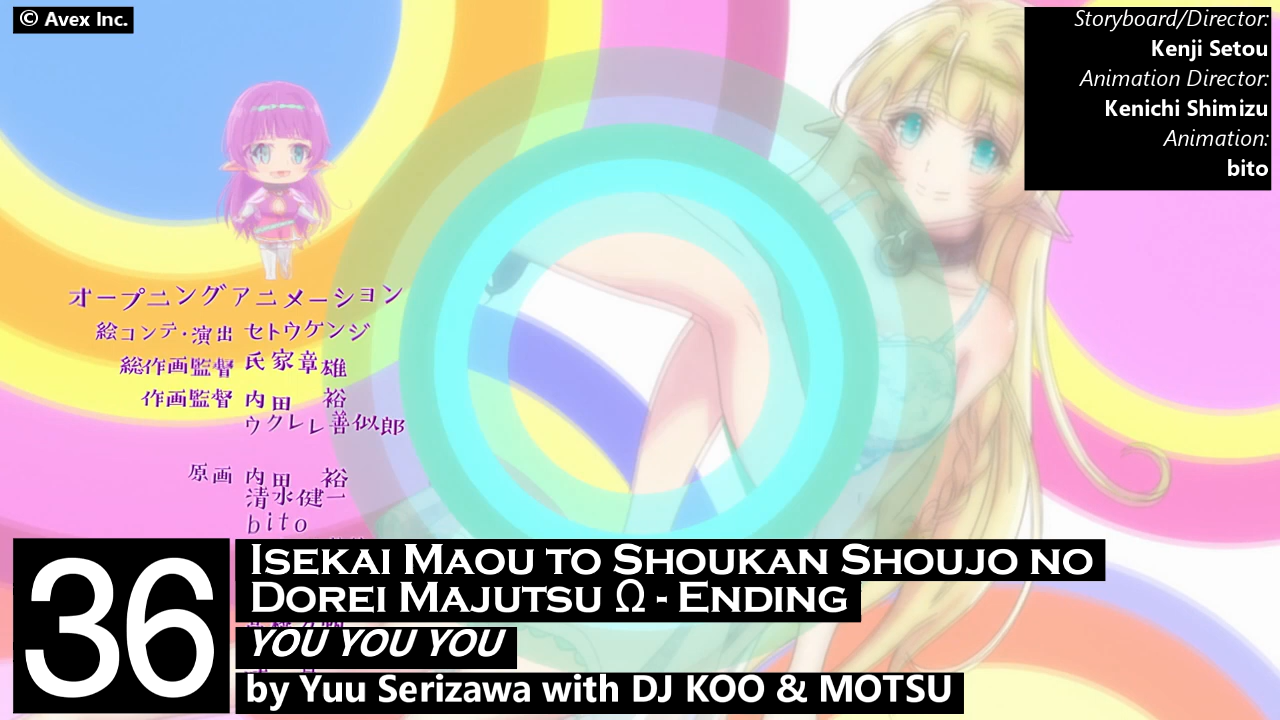 © Avex Inc.
Storyboard/Director:
Kenji Setou
Animation Director:
Kenichi Shimizu
Animation:
bito
オープニングアニメーション
絵コンテ・演出 セトウケンジ
総作画監督 氏家章雄
作画監督 内田 裕
ウクレレ善似郎
原画 内田 裕
清水健一
bito
36
Isekai Maou to Shoukan Shoujo no
Dorei Majutsu Ω - Ending
YOU YOU YOU
by Yuu Serizawa with DJ KOO & MOTSU